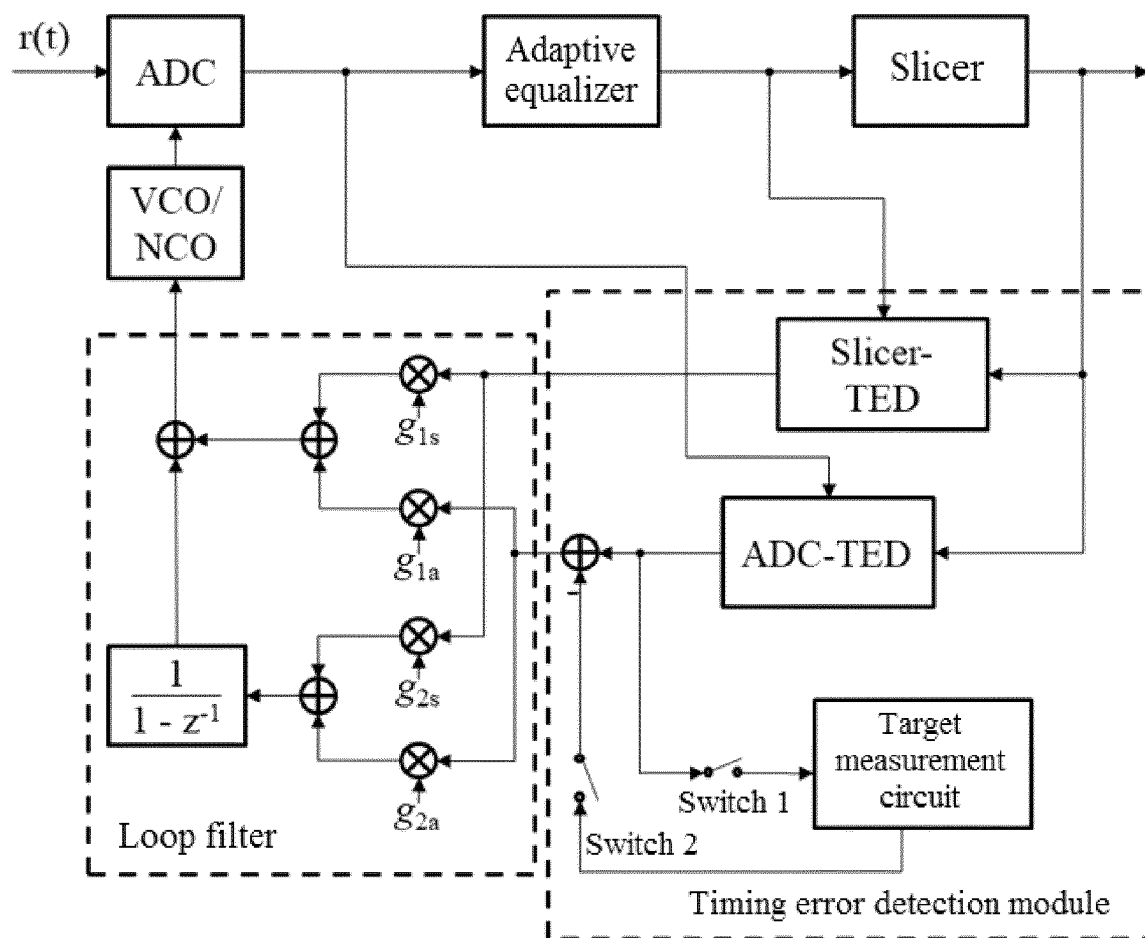 r(t)
ADC
Adaptive
equalizer
Slicer
VCO/
NCO
Slicer-
TED
g1s
g1a
ADC-TED
g2s
1
1 - z-1
g2a
-
Target
measurement
circuit
Switch 1
Switch 2
Loop filter
Timing error detection module